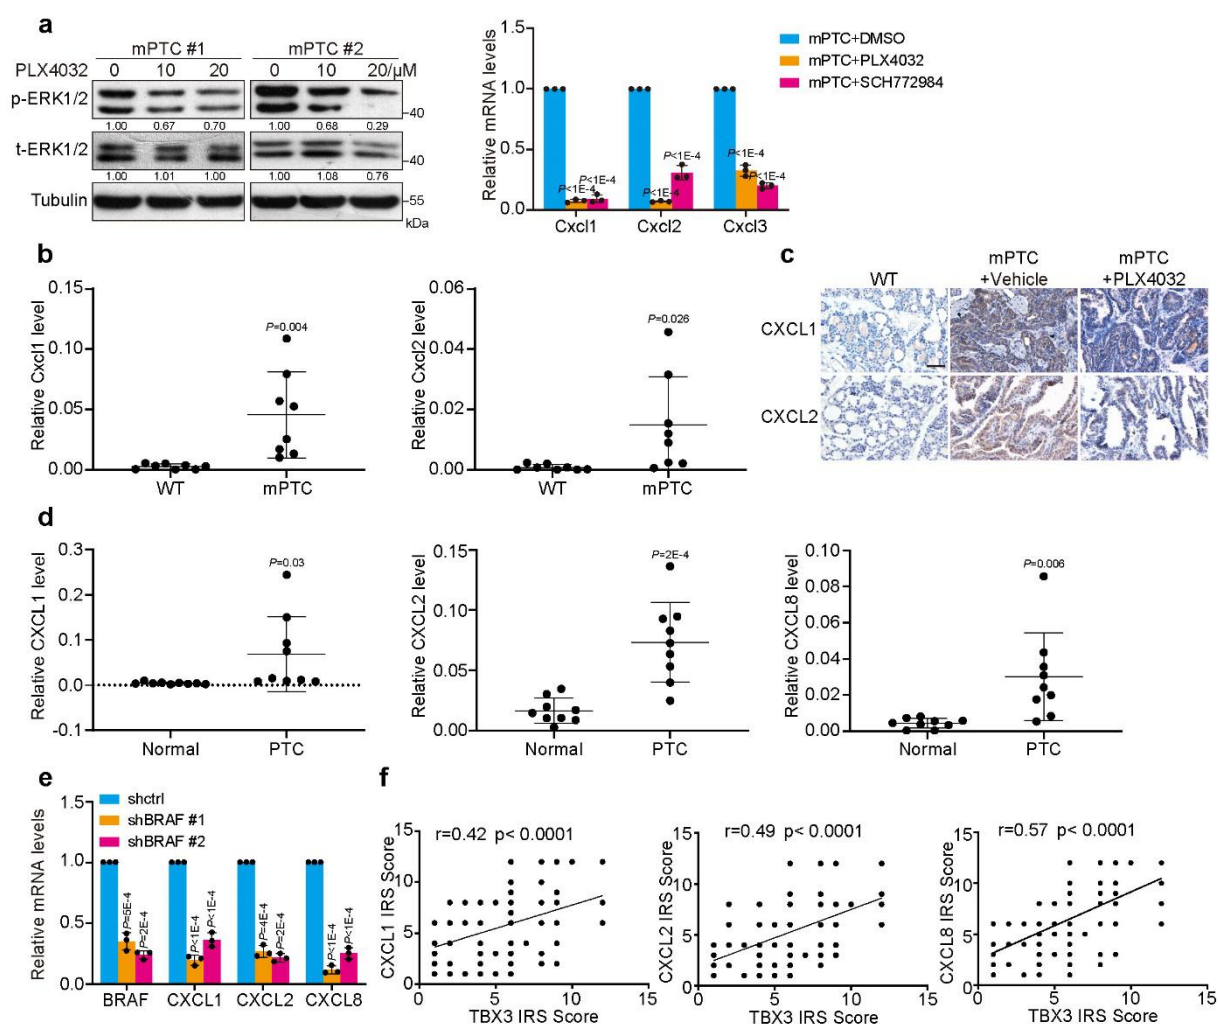 a
mPTC #1 mPTC #2
PLX4032 0 10 20 0 10 20/μM
p-ERK1/2
40
1.00 0.67 0.70 1.00 0.68 0.29
t-ERK1/2
40
1.00 1.01 1.00 1.00 1.08 0.76
Tubulin
55
kDa
Relative mRNA levels
1.5
1.0
0.5
0.0
P<1E-4
P<1E-4
P<1E-4
P<1E-4
P<1E-4
P<1E-4
Cxcl1 Cxcl2 Cxcl3
mPTC+DMSO
mPTC+PLX4032
mPTC+SCH772984
b
Relative Cxcl1 level
0.15
0.10
0.05
0.00
P=0.004
WT mPTC
Relative Cxcl2 level
0.06
0.04
0.02
0.00
P=0.026
WT mPTC
c
WT
mPTC
+Vehicle
mPTC
+PLX4032
CXCL1
CXCL2
d
Relative CXCL1 level
0.3
0.2
0.1
0.0
-0.1
P=0.03
Normal PTC
Relative CXCL2 level
0.15
0.10
0.05
0.00
P=2E-4
Normal PTC
Relative CXCL8 level
0.10
0.08
0.06
0.04
0.02
0.00
P=0.006
Normal PTC
e
Relative mRNA levels
1.5
1.0
0.5
0.0
shctrl
shBRAF #1
shBRAF #2
P=5E-4
P=2E-4
P<1E-4
P<1E-4
P=4E-4
P=2E-4
P<1E-4
P<1E-4
BRAF CXCL1 CXCL2 CXCL8
f
CXCL1 IRS Score
15
10
5
0
r=0.42 p< 0.0001
0 5 10 15
TBX3 IRS Score
CXCL2 IRS Score
15
10
5
0
r=0.49 p< 0.0001
0 5 10 15
TBX3 IRS Score
CXCL8 IRS Score
15
10
5
0
r=0.57 p< 0.0001
0 5 10 15
TBX3 IRS Score